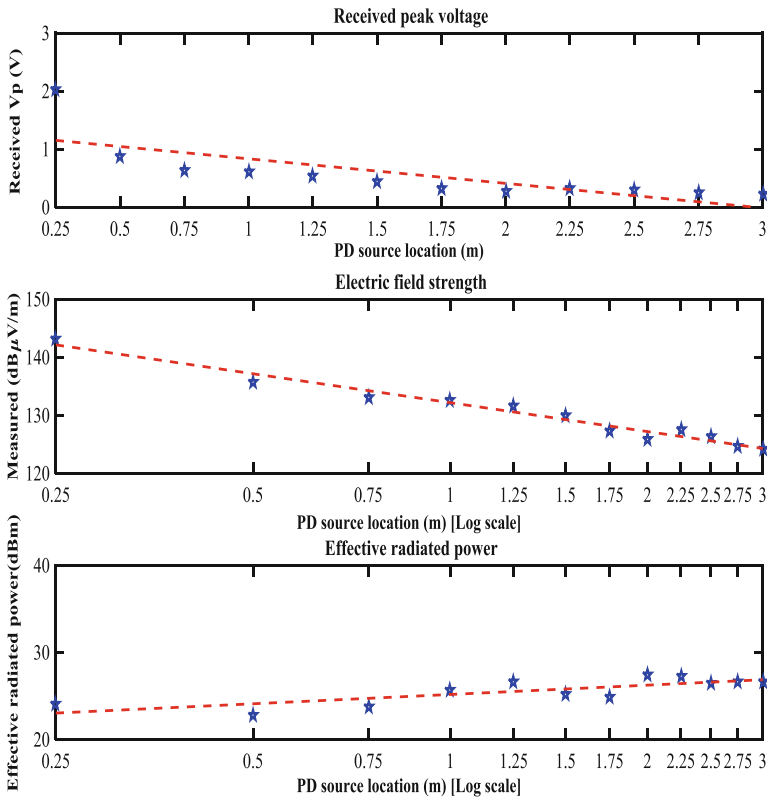 Received peak voltage
Received Vp (V)
3
2
1
0
0.25 0.5 0.75 1 1.25 1.5 1.75 2 2.25 2.5 2.75 3
PD source location (m)
Electric field strength
Measured (dBμV/m)
150
140
130
120
0.25 0.5 0.75 1 1.25 1.5 1.75 2 2.25 2.5 2.75 3
PD source location (m) [Log scale]
Effective radiated power
Effective radiated power(dBm)
40
30
20
0.25 0.5 0.75 1 1.25 1.5 1.75 2 2.25 2.5 2.75 3
PD source location (m) [Log scale]